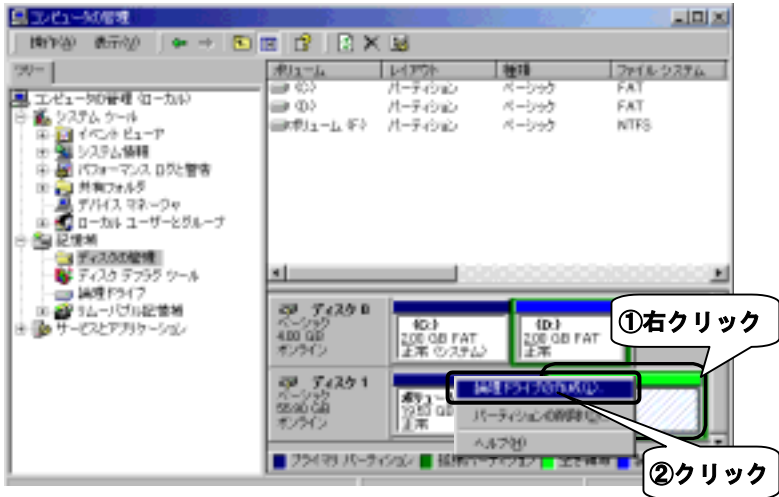 コンピュータの管理
操作(A) 表示(V)
ツリー
コンピュータの管理 (ローカル)
システム ツール
イベント ビューア
システム情報
パフォーマンス ログと警告
共有フォルダ
デバイス マネージャ
ローカル ユーザーとグループ
記憶域
ディスクの管理
ディスク デフラグ ツール
論理ドライブ
リムーバブル記憶域
サービスとアプリケーション
ボリューム レイアウト 種類 ファイル システム
(C:) パーティション ベーシック FAT
(D:) パーティション ベーシック FAT
ボリューム (F:) パーティション ベーシック NTFS
ディスク 0
ベーシック
4.00 GB
オンライン
(C:)
2.00 GB FAT
正常 (システム)
(D:)
2.00 GB FAT
正常
①右クリック
ディスク 1
ベーシック
55.90 GB
オンライン
ボリュー
19.53 GB
正常
論理ドライブの作成(L)...
パーティションの削除(D)...
ヘルプ(H)
②クリック
プライマリ パーティション 拡張パーティション 空き領域